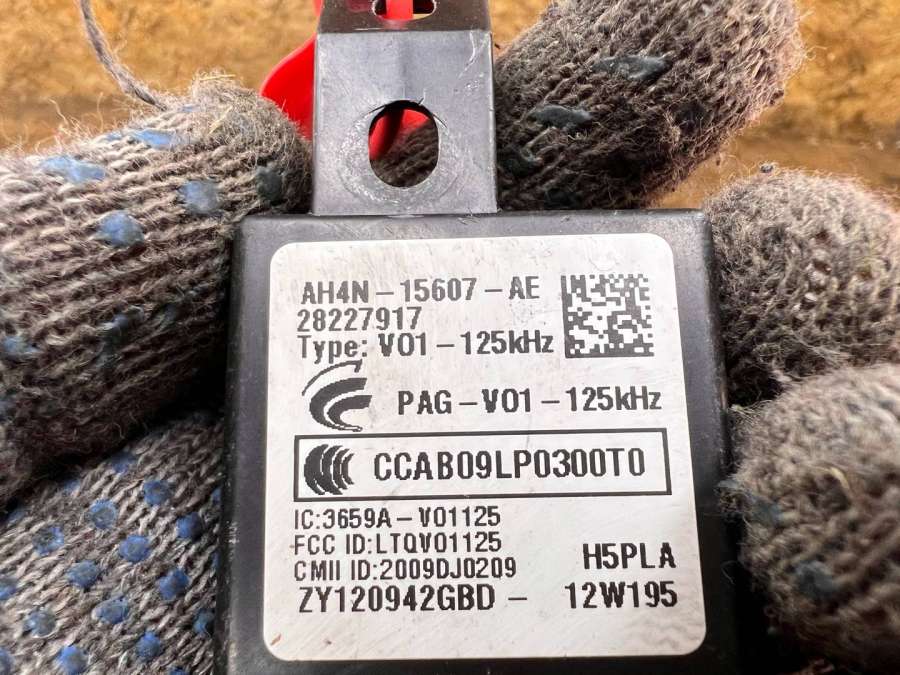 AH4N-15607-AE
28227917
Type: V01-125kHz
PAG-V01-125kHz
CCAB09LP0300T0
IC:3659A-V01125
FCC ID:LTQV01125
CMII ID:2009DJ0209
H5PLA
ZY120942GBD- 12W195